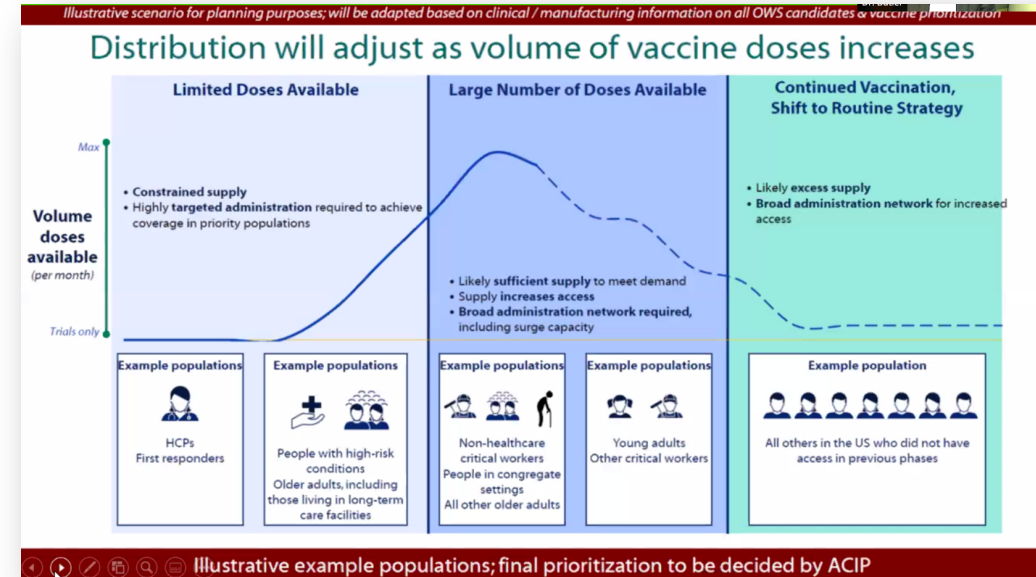 Illustrative scenario for planning purposes; will be adapted based on clinical / manufacturing information on all OWS candidates & vaccine prioritization
Distribution will adjust as volume of vaccine doses increases
Limited Doses Available
Large Number of Doses Available
Continued Vaccination,
Shift to Routine Strategy
Max
Volume
doses
available
(per month)
Trials only
• Constrained supply
• Highly targeted administration required to achieve
coverage in priority populations
• Likely sufficient supply to meet demand
• Supply increases access
• Broad administration network required,
including surge capacity
• Likely excess supply
• Broad administration network for increased
access
Example populations
HCPs
First responders
Example populations
People with high-risk
conditions
Older adults, including
those living in long-term
care facilities
Example populations
Non-healthcare
critical workers
People in congregate
settings
All other older adults
Example populations
Young adults
Other critical workers
Example population
All others in the US who did not have
access in previous phases
Illustrative example populations; final prioritization to be decided by ACIP